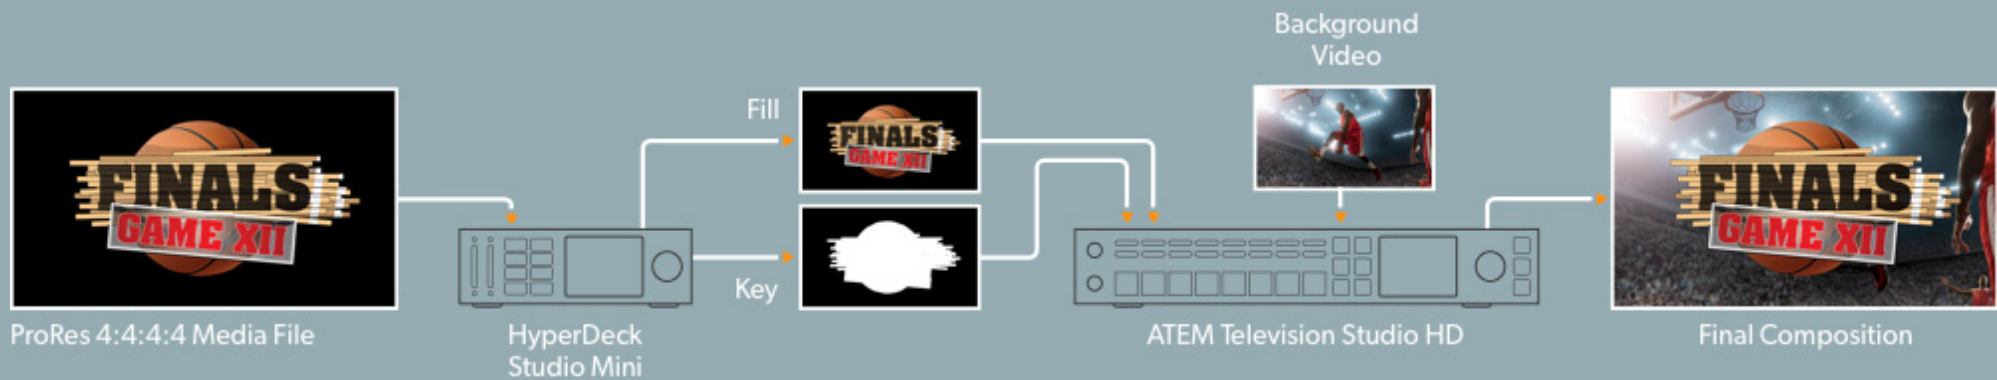 Background
Video
Fill
FINALS
GAME XII
FINALS
GAME XII
FINALS
GAME XII
Key
ProRes 4:4:4:4 Media File
HyperDeck
Studio Mini
ATEM Television Studio HD
Final Composition